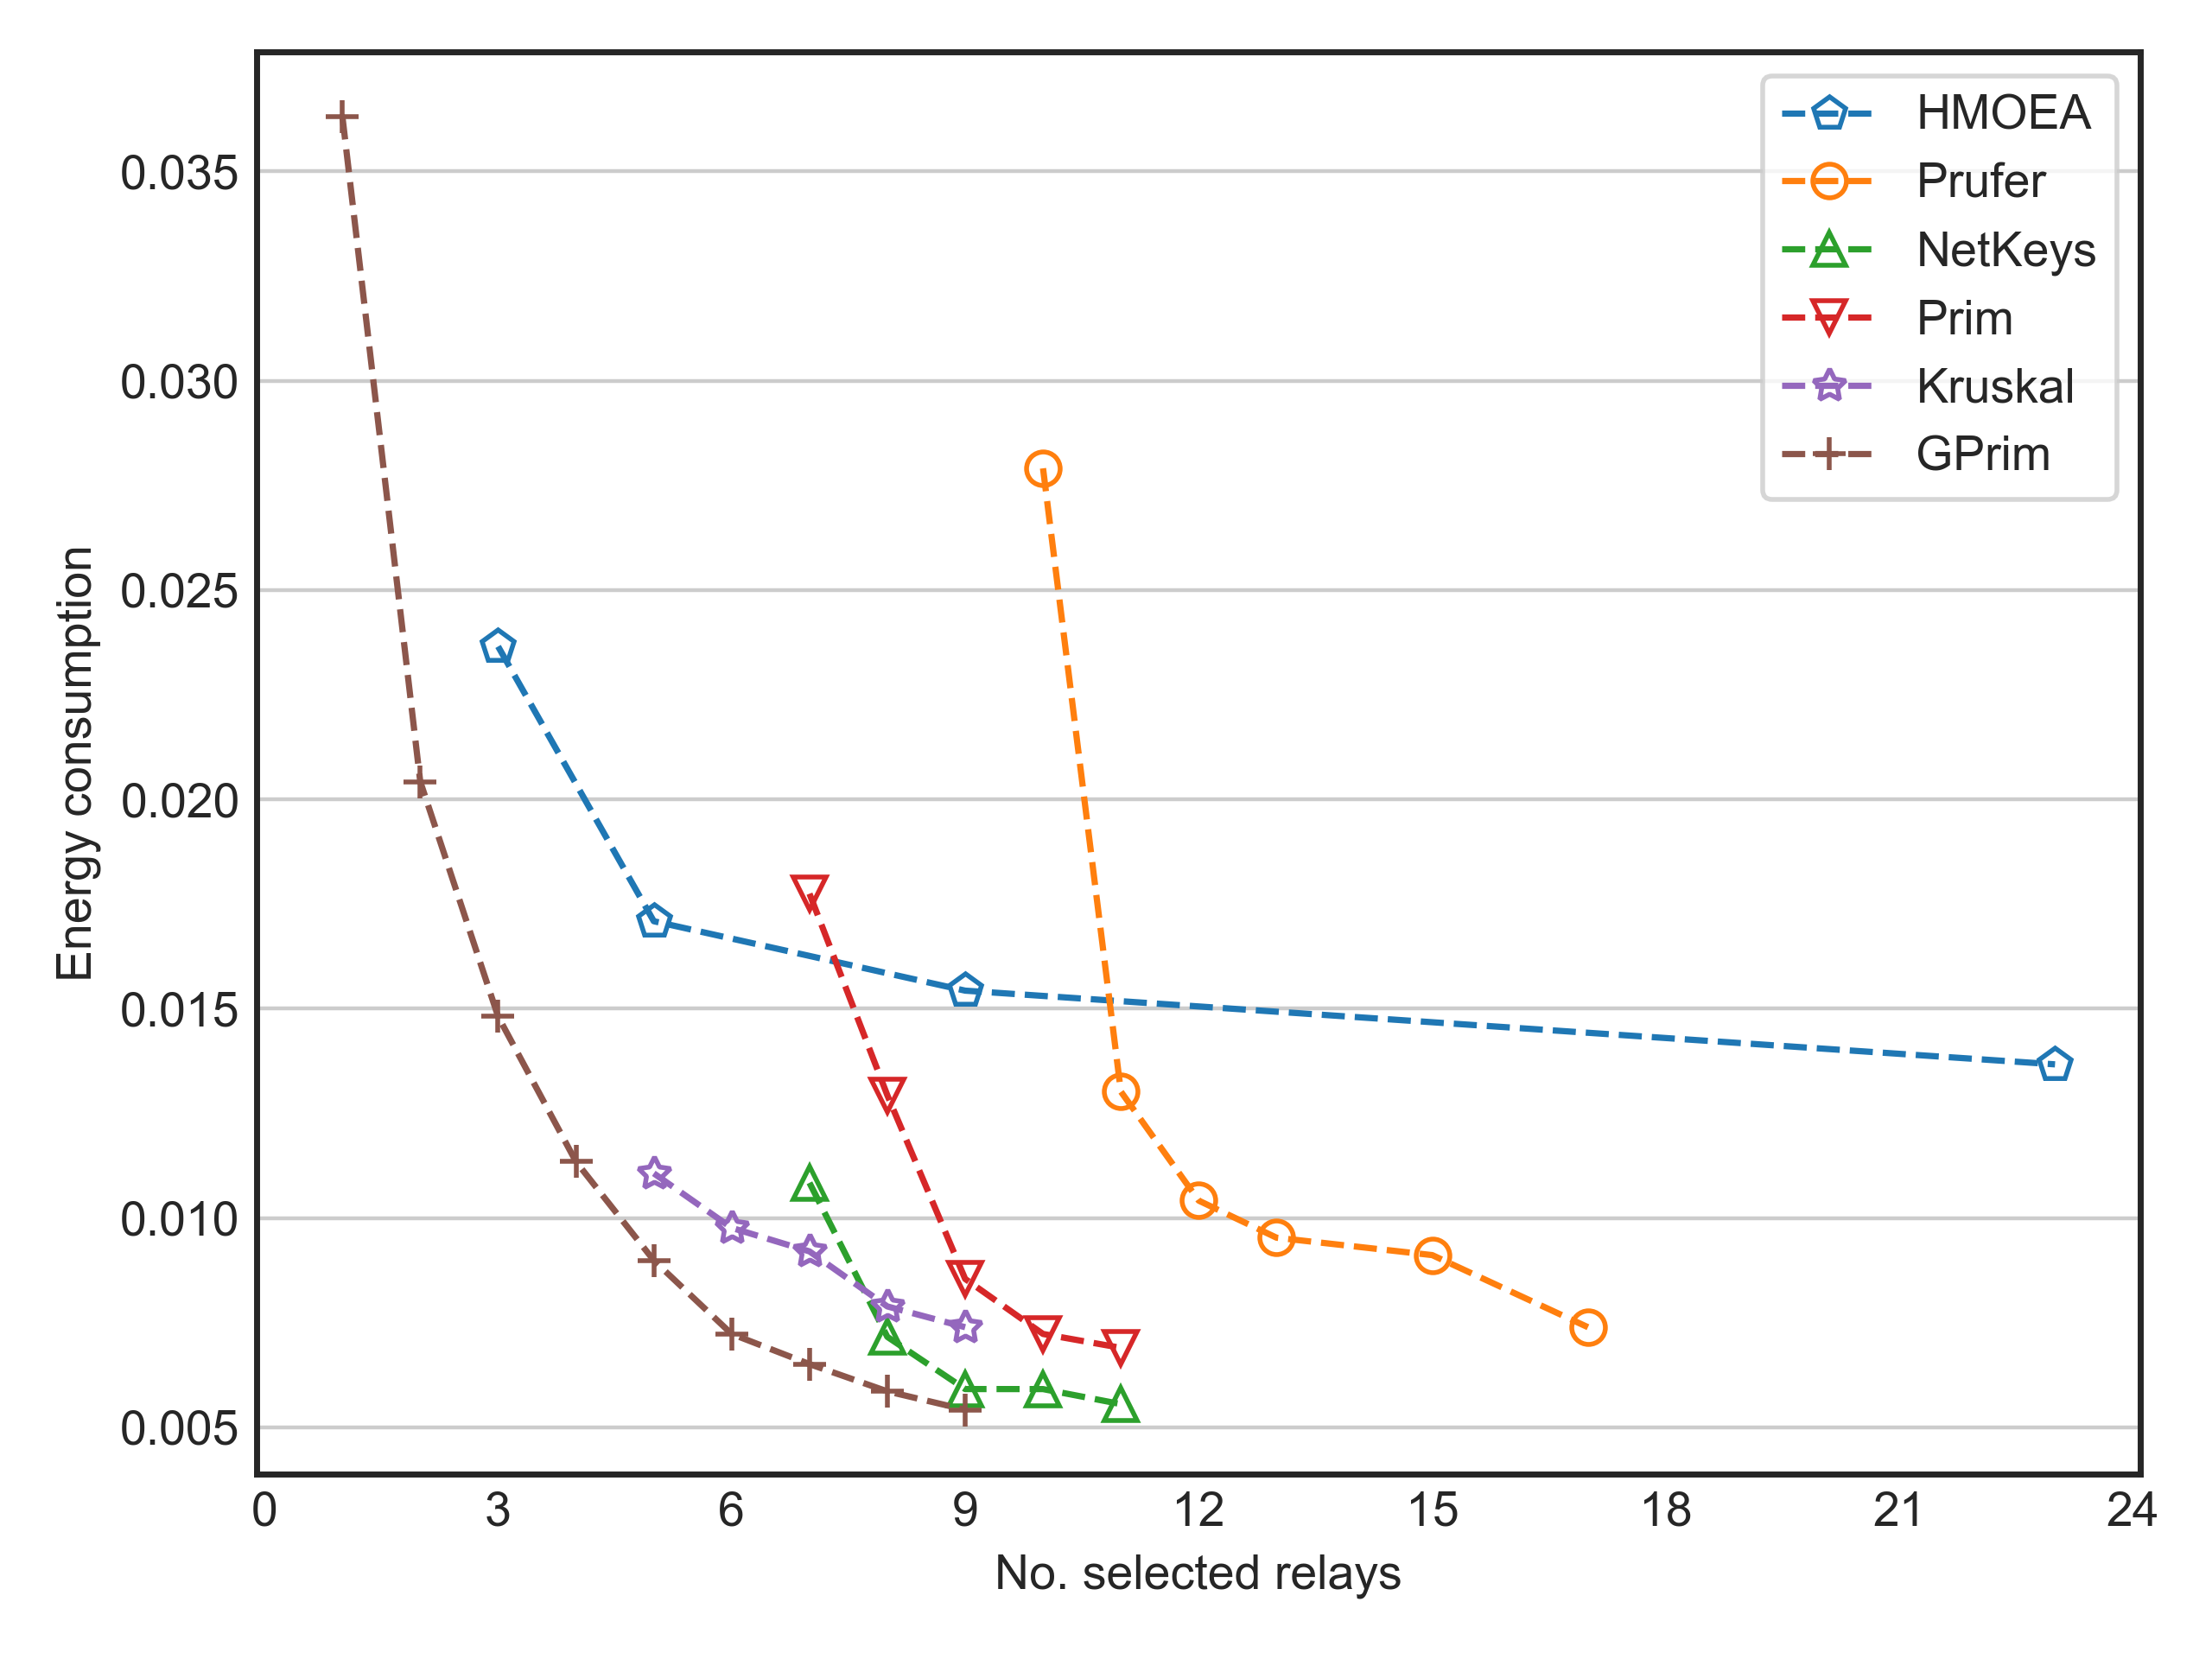 HMOEA
Prufer
NetKeys
Prim
Kruskal
GPrim
Energy consumption
0.035
0.030
0.025
0.020
0.015
0.010
0.005
0 3 6 9 12 15 18 21 24
No. selected relays